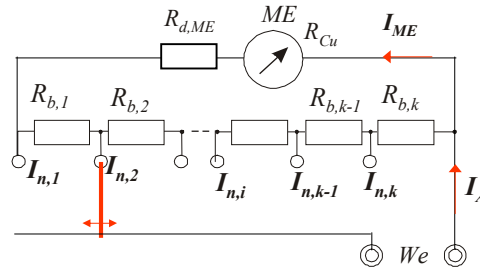 R_{d,ME} ME R_{Cu} I_{ME}
R_{b,1} R_{b,2} R_{b,k-1} R_{b,k}
I_{n,1} I_{n,2} I_{n,i} I_{n,k-1} I_{n,k}
We